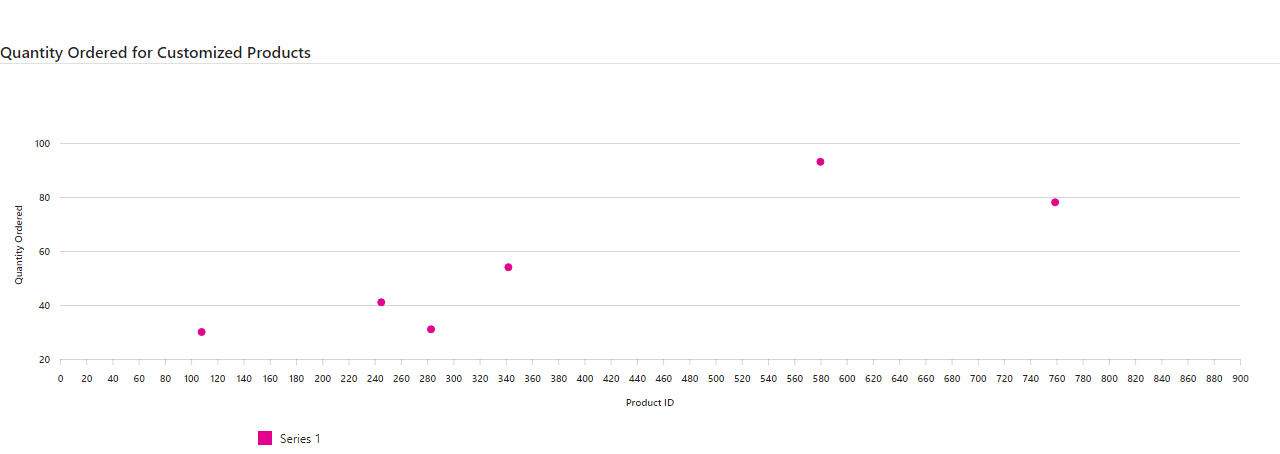 Quantity Ordered for Customized Products
100
80
60
40
20
Quantity Ordered
0 20 40 60 80 100 120 140 160 180 200 220 240 260 280 300 320 340 360 380 400 420 440 460 480 500 520 540 560 580 600 620 640 660 680 700 720 740 760 780 800 820 840 860 880 900
Product ID
Series 1